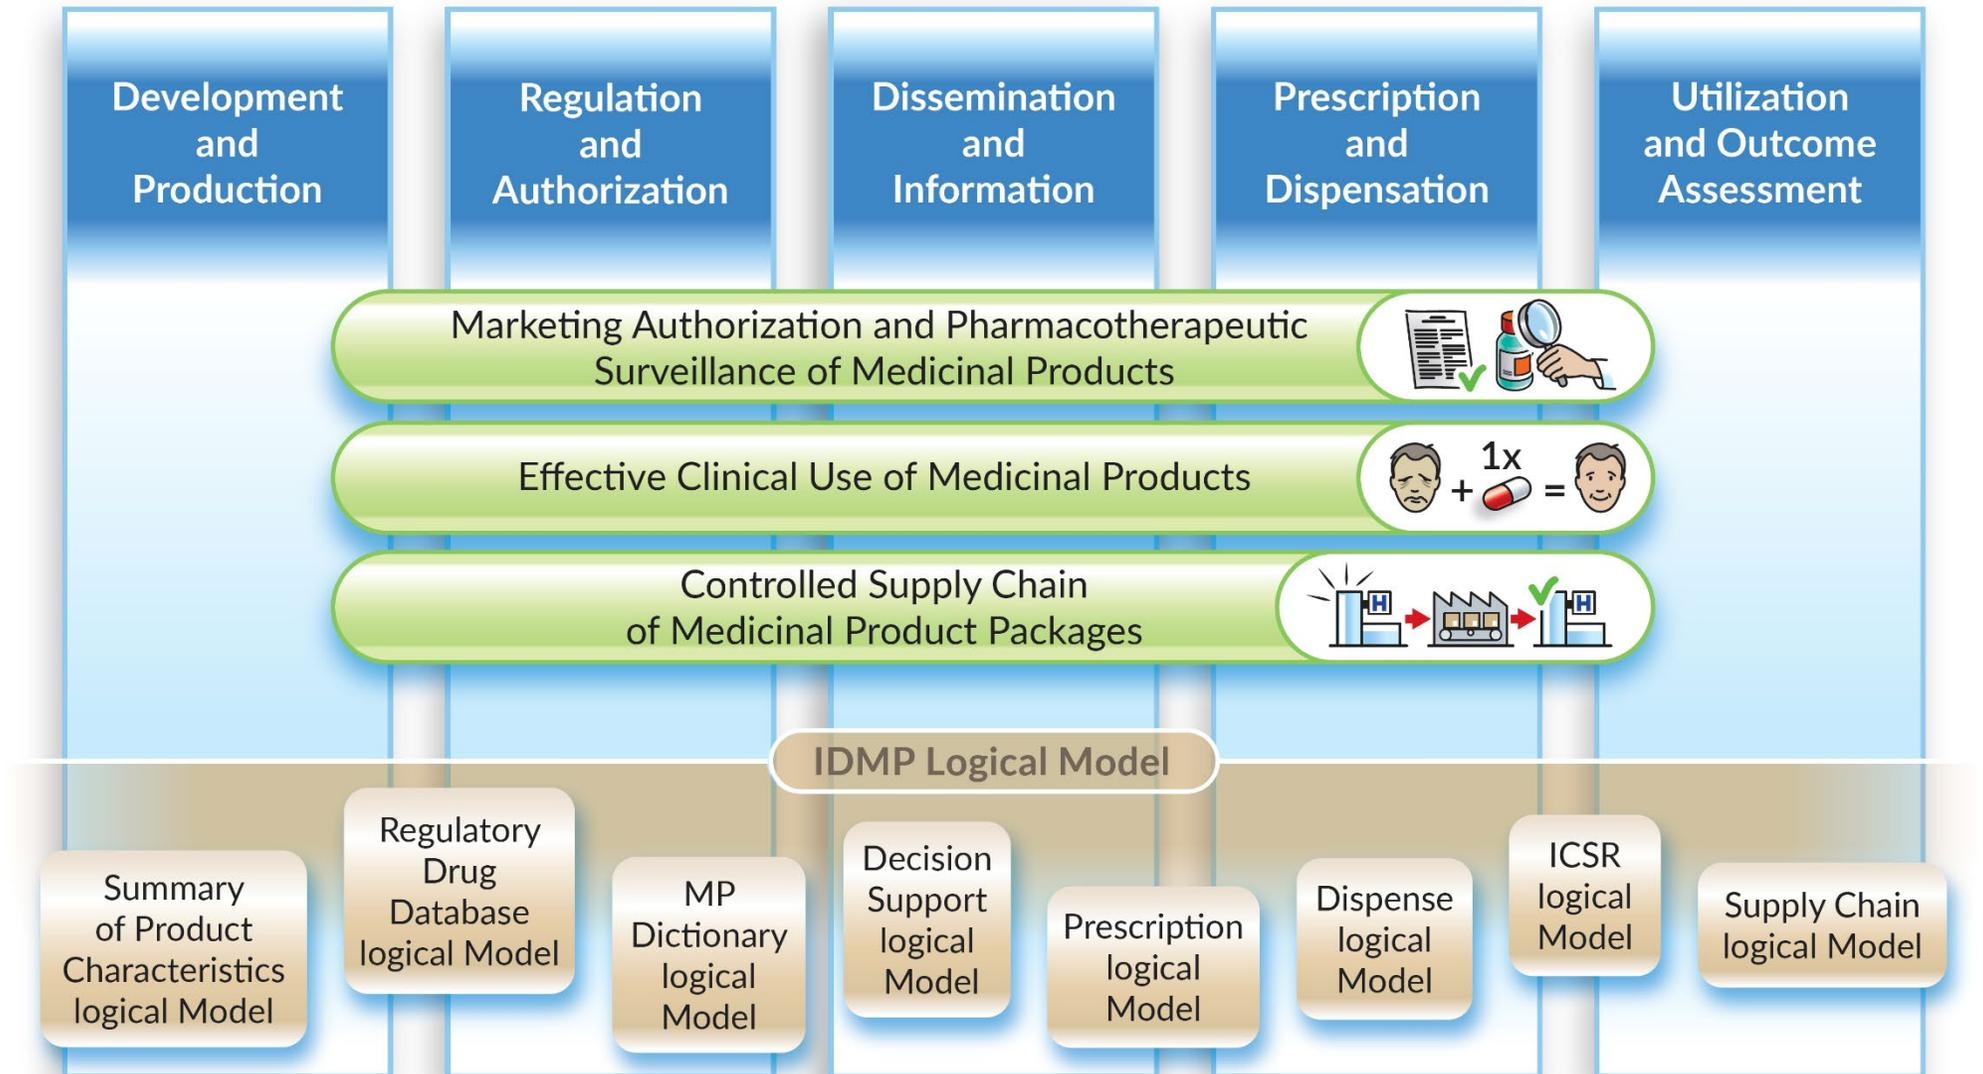 Development
and
Production
Regulation
and
Authorization
Dissemination
and
Information
Prescription
and
Dispensation
Utilization
and Outcome
Assessment
Marketing Authorization and Pharmacotherapeutic
Surveillance of Medicinal Products
Effective Clinical Use of Medicinal Products
1x
+ =
Controlled Supply Chain
of Medicinal Product Packages
H H
IDMP Logical Model
Summary
of Product
Characteristics
logical Model
Regulatory
Drug
Database
logical Model
MP
Dictionary
logical
Model
Decision
Support
logical
Model
Prescription
logical
Model
Dispense
logical
Model
ICSR
logical
Model
Supply Chain
logical Model